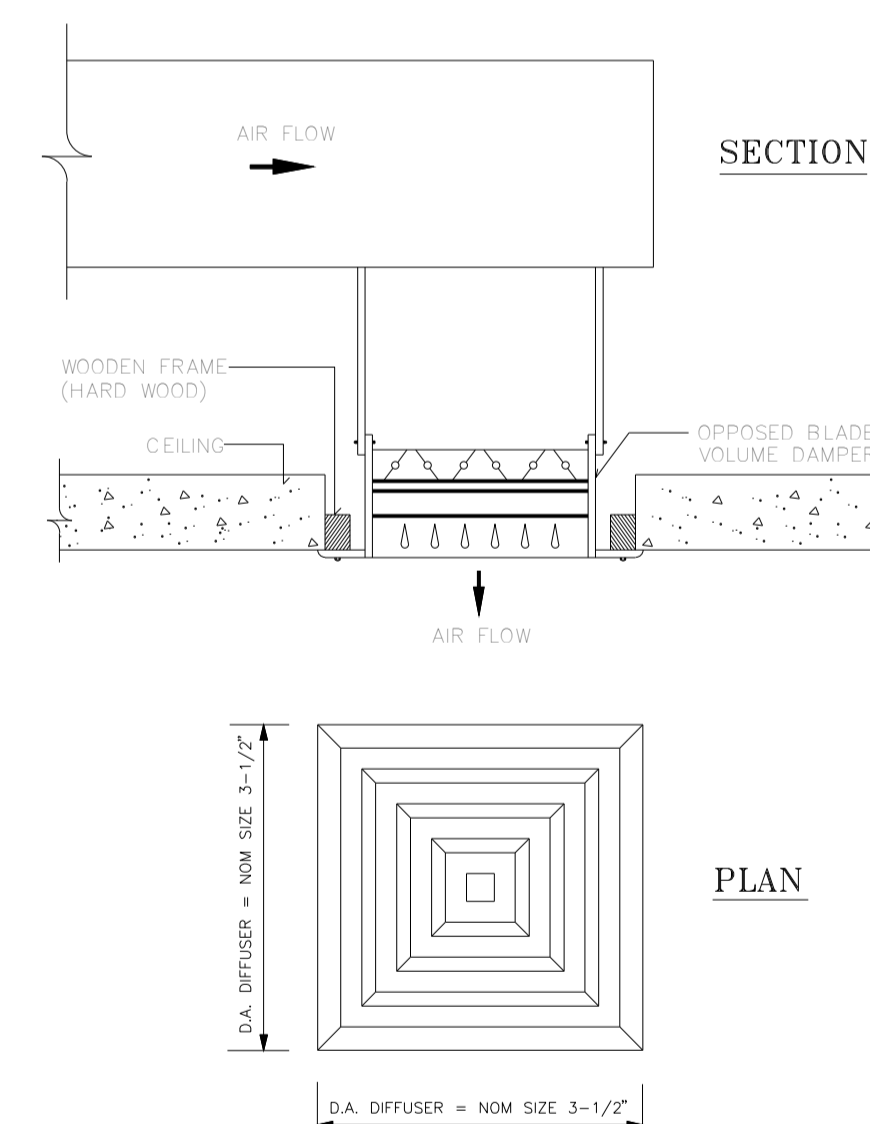 AIR FLOW
SECTION
WOODEN FRAME
(HARD WOOD)
CEILING
OPPOSED BLADE
VOLUME DAMPER
AIR FLOW
D.A. DIFFUSER = NOM SIZE 3-1/2"
PLAN
D.A. DIFFUSER = NOM SIZE 3-1/2"